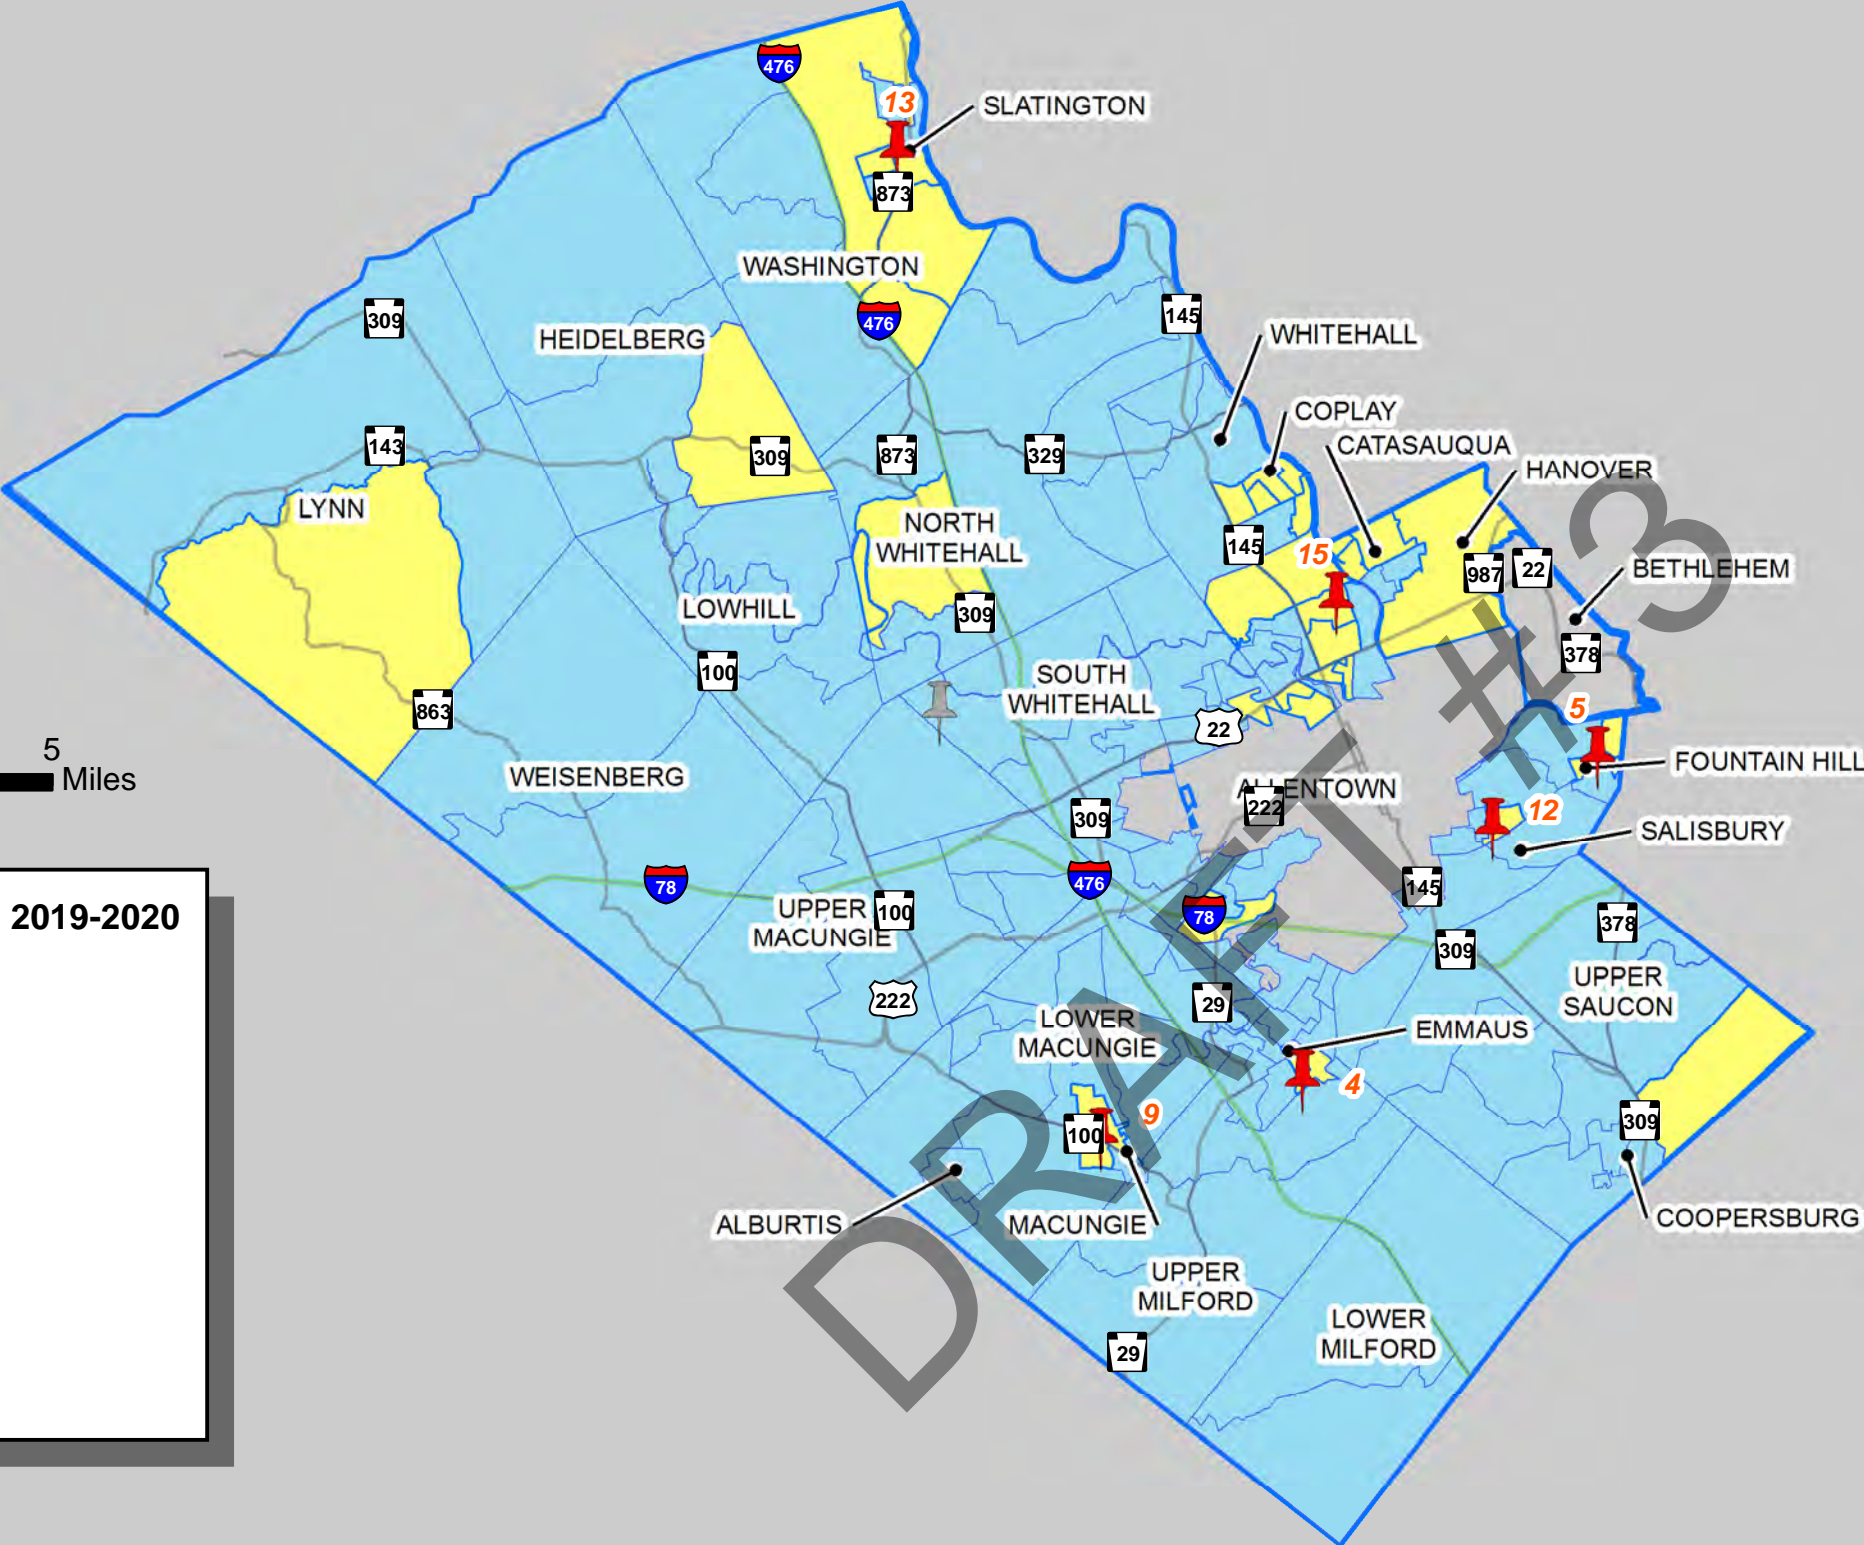 476
13
SLATINGTON
873
WASHINGTON
309
476
145
HEIDELBERG
WHITEHALL
COPLAY
143
CATASAUQUA
309
873
329
HANOVER
LYNN
NORTH
WHITEHALL
145
15
987
22
BETHLEHEM
LOWHILL
309
378
100
SOUTH
WHITEHALL
863
5
22
5
Miles
WEISENBERG
FOUNTAIN HILL
ALLENTOWN
222
309
12
SALISBURY
2019-2020
78
476
145
UPPER
MACUNGIE
100
78
378
309
UPPER
SAUCON
222
29
LOWER
MACUNGIE
EMMAUS
4
9
100
309
ALBURTIS
MACUNGIE
COOPERSBURG
UPPER
MILFORD
LOWER
MILFORD
29
DRAFT #3